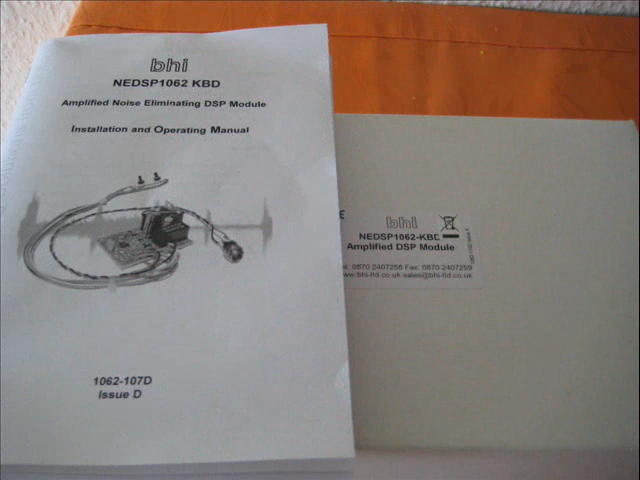 bhi
NEDSP1062 KBD
Amplified Noise Eliminating DSP Module
Installation and Operating Manual
1062-107D
Issue D
bhi
NEDSP1062-KBD
Amplified DSP Module
Tel: 0870 2407258 Fax: 0870 2407259
www.bhi-ltd.co.uk sales@bhi-ltd.co.uk